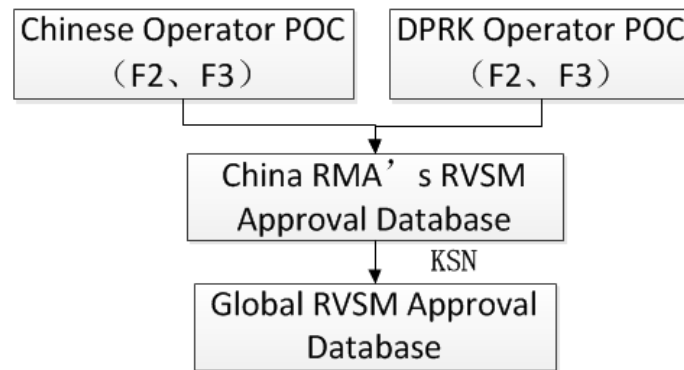 Chinese Operator POC
（F2、F3）
DPRK Operator POC
（F2、F3）
China RMA’s RVSM
Approval Database
KSN
Global RVSM Approval
Database